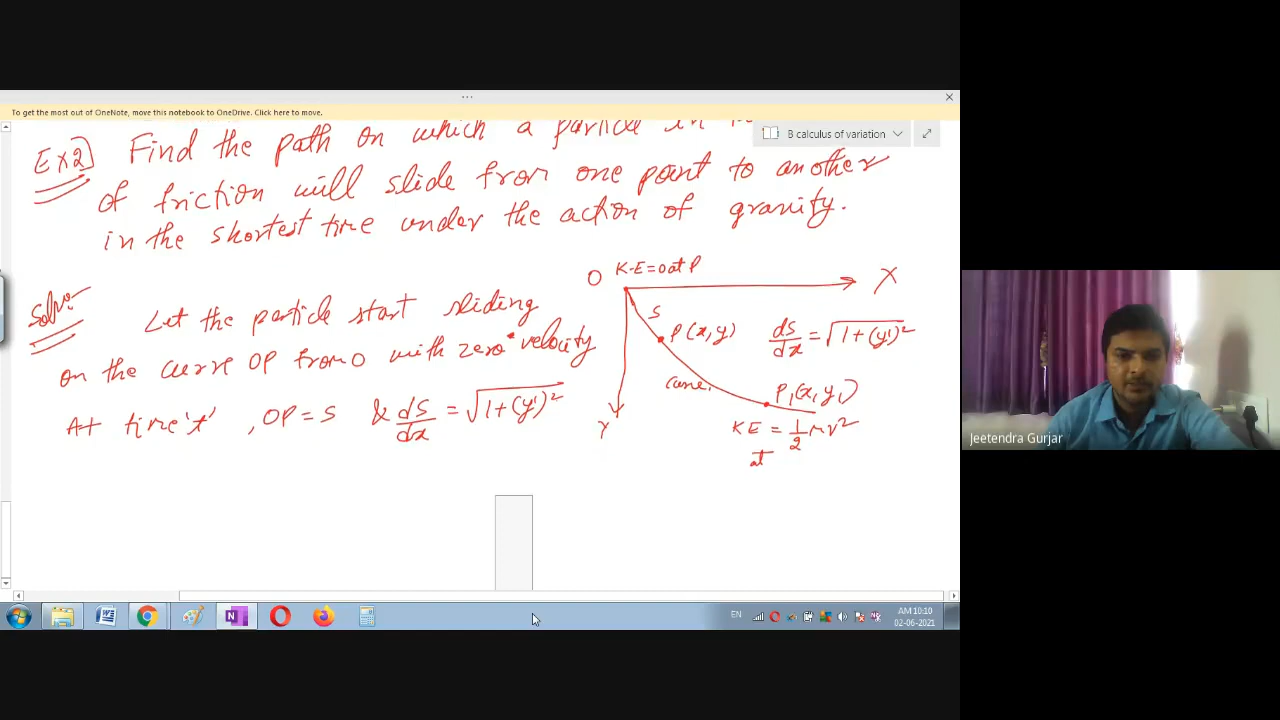 To get the most out of OneNote, move this notebook to OneDrive. Click here to move.
B calculus of variation
Ex2) Find the path on which a particle in
of friction will slide from one point to another
in the shortest time under the action of gravity.
Soln:
Let the particle start sliding
on the curve OP from O with zero velocity
At time 't', OP = S & ds/dx = √1+(y')²
O
K-E=0 at P
X
S
P(x,y)
ds/dx = √1+(y')²
curve,
P₁(x,y,)
Y
KE = 1/2 mv²
at
Jeetendra Gurjar
EN
AM 10:10
02-06-2021